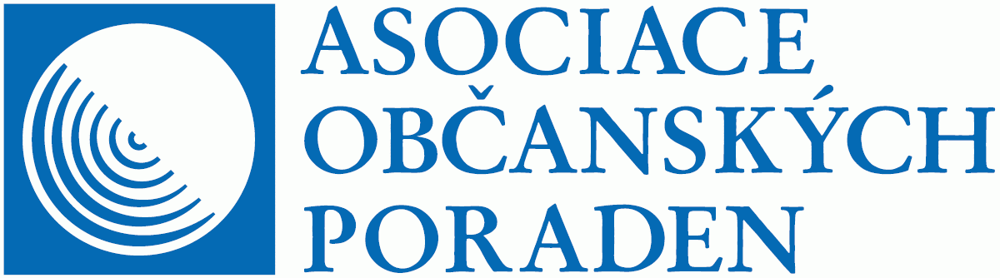 ASOCIACE
OBČANSKÝCH
PORADEN